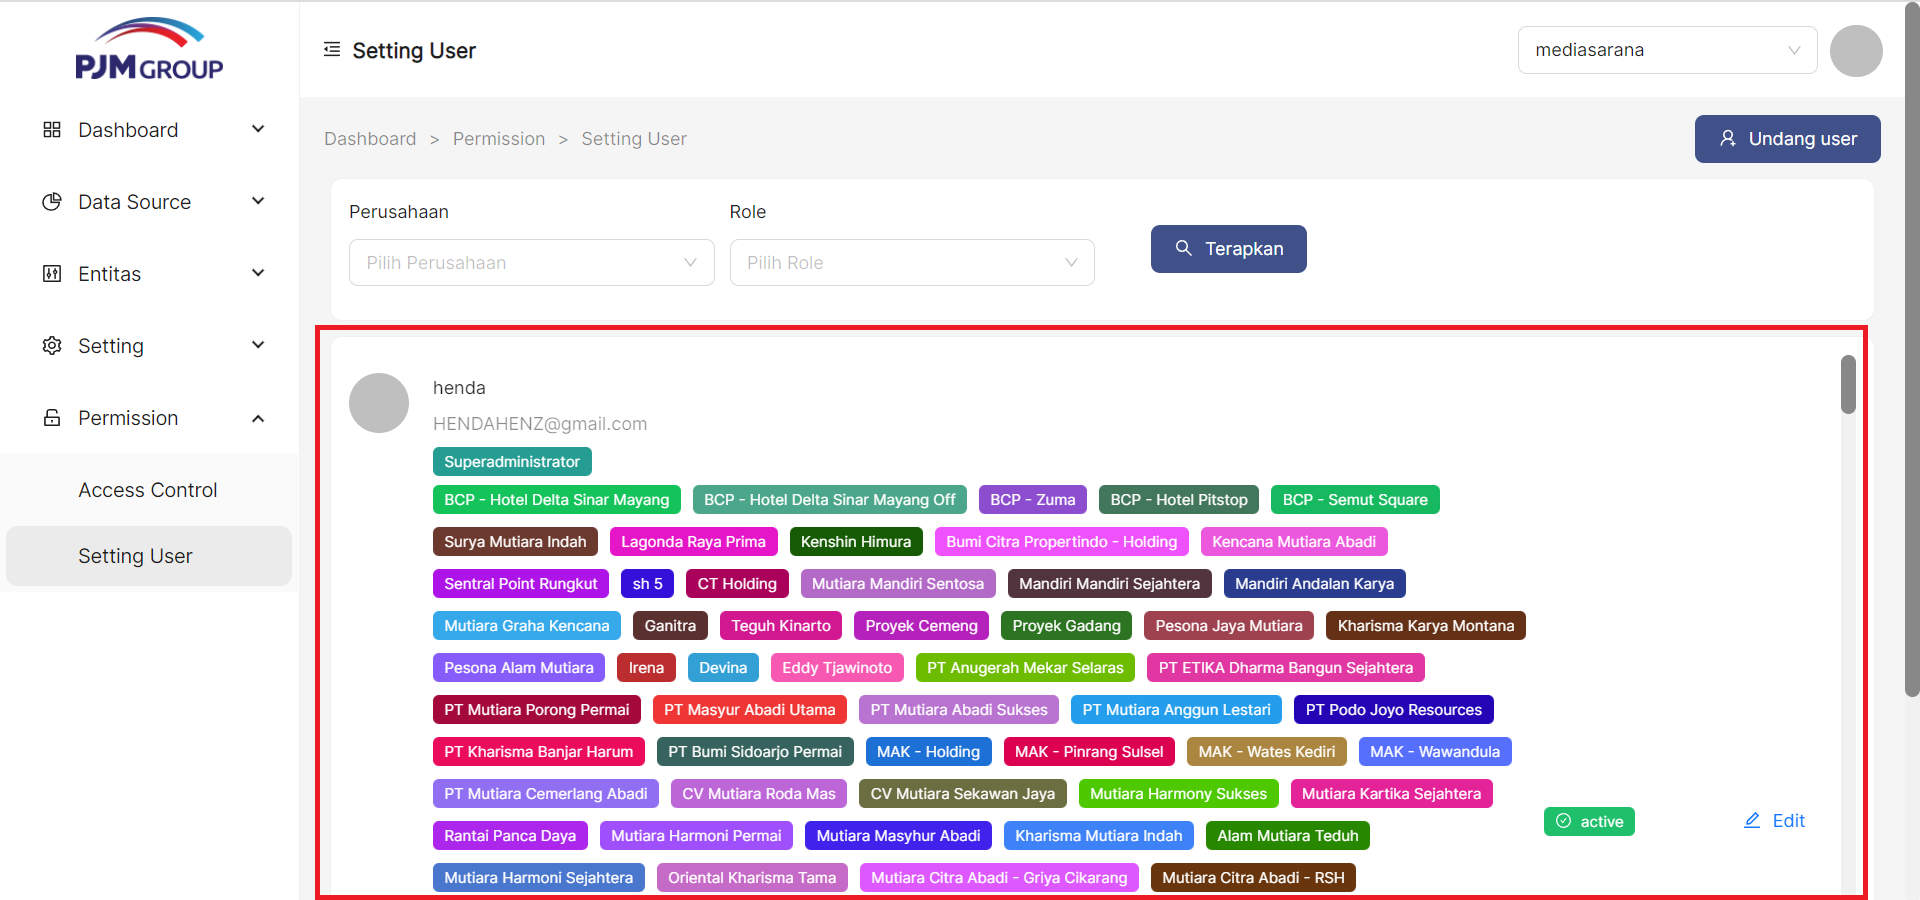 PJM GROUP
Setting User
mediasarana
Dashboard
Data Source
Entitas
Setting
Permission
Access Control
Setting User
Dashboard > Permission > Setting User
Undang user
Perusahaan Role
Pilih Perusahaan Pilih Role Terapkan
henda
HENDAHENZ@gmail.com
Superadministrator
BCP - Hotel Delta Sinar Mayang BCP - Hotel Delta Sinar Mayang Off BCP - Zuma BCP - Hotel Pitstop BCP - Semut Square
Surya Mutiara Indah Lagonda Raya Prima Kenshin Himura Bumi Citra Propertindo - Holding Kencana Mutiara Abadi
Sentral Point Rungkut sh 5 CT Holding Mutiara Mandiri Sentosa Mandiri Mandiri Sejahtera Mandiri Andalan Karya
Mutiara Graha Kencana Ganitra Teguh Kinarto Proyek Cemeng Proyek Gadang Pesona Jaya Mutiara Kharisma Karya Montana
Pesona Alam Mutiara Irena Devina Eddy Tjawinoto PT Anugerah Mekar Selaras PT ETIKA Dharma Bangun Sejahtera
PT Mutiara Porong Permai PT Masyur Abadi Utama PT Mutiara Abadi Sukses PT Mutiara Anggun Lestari PT Podo Joyo Resources
PT Kharisma Banjar Harum PT Bumi Sidoarjo Permai MAK - Holding MAK - Pinrang Sulsel MAK - Wates Kediri MAK - Wawandula
PT Mutiara Cemerlang Abadi CV Mutiara Roda Mas CV Mutiara Sekawan Jaya Mutiara Harmony Sukses Mutiara Kartika Sejahtera
Rantai Panca Daya Mutiara Harmoni Permai Mutiara Masyhur Abadi Kharisma Mutiara Indah Alam Mutiara Teduh
active Edit
Mutiara Harmoni Sejahtera Oriental Kharisma Tama Mutiara Citra Abadi - Griya Cikarang Mutiara Citra Abadi - RSH